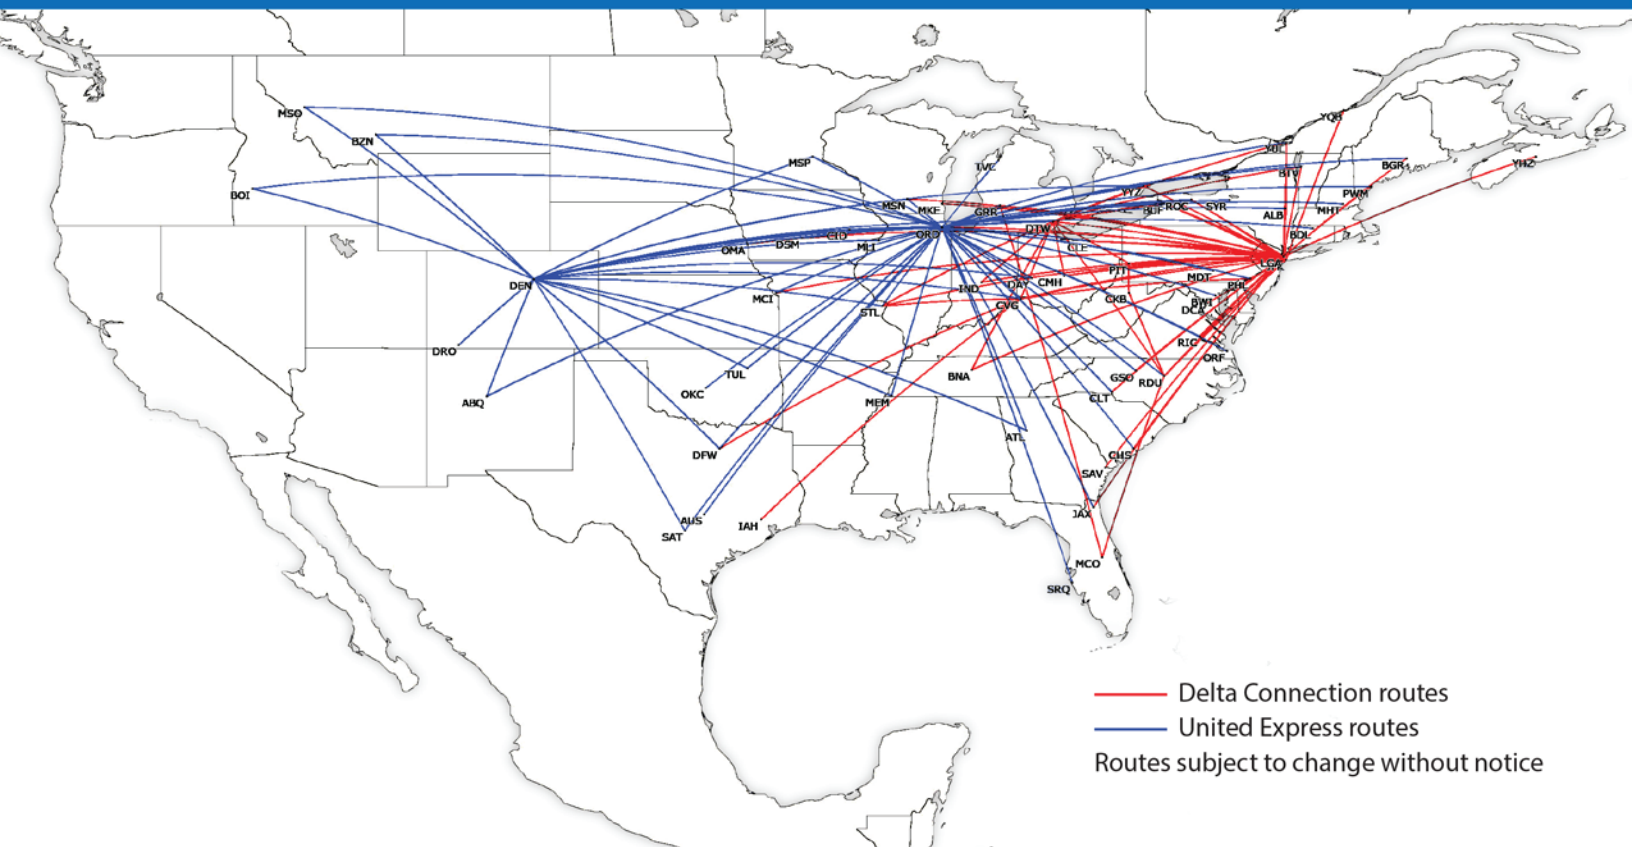 YQB
MSO
BZN
YUL
MSP
TVC
BGR
YHZ
BTV
BOI
YYZ
PWM
MSN
MKE
GRR
BUF
ROC
SYR
ALB
MHT
ORD
DTW
BDL
CID
OMA
DSM
MLI
CLE
LGA
PIT
MDT
DEN
IND
DAY
CMH
PHL
MCI
CKB
BWI
STL
CVG
DCA
RIC
DRO
ORF
TUL
BNA
GSO
RDU
OKC
ABQ
MEM
CLT
ATL
DFW
CHS
SAV
AUS
IAH
JAX
SAT
MCO
SRQ
Delta Connection routes
United Express routes
Routes subject to change without notice